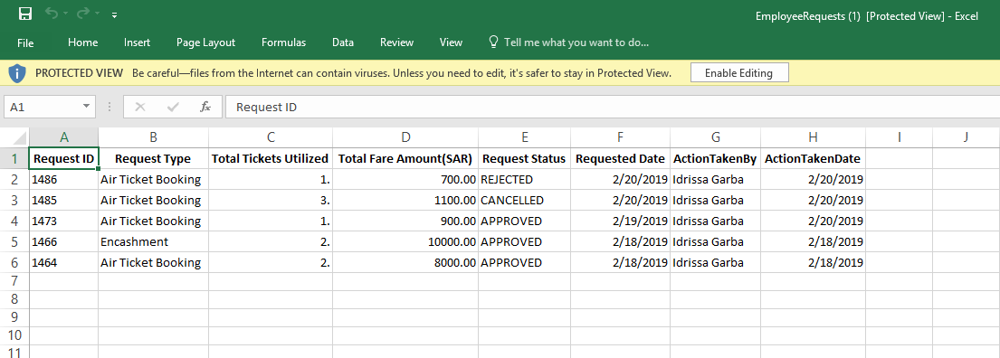 EmployeeRequests (1) [Protected View] - Excel
File Home Insert Page Layout Formulas Data Review View Tell me what you want to do...
PROTECTED VIEW Be careful—files from the Internet can contain viruses. Unless you need to edit, it's safer to stay in Protected View. Enable Editing
A1 fx Request ID
A B C D E F G H I J
1 Request ID Request Type Total Tickets Utilized Total Fare Amount(SAR) Request Status Requested Date ActionTakenBy ActionTakenDate
2 1486 Air Ticket Booking 1. 700.00 REJECTED 2/20/2019 Idrissa Garba 2/20/2019
3 1485 Air Ticket Booking 3. 1100.00 CANCELLED 2/20/2019 Idrissa Garba 2/20/2019
4 1473 Air Ticket Booking 1. 900.00 APPROVED 2/19/2019 Idrissa Garba 2/20/2019
5 1466 Encashment 2. 10000.00 APPROVED 2/18/2019 Idrissa Garba 2/18/2019
6 1464 Air Ticket Booking 2. 8000.00 APPROVED 2/18/2019 Idrissa Garba 2/18/2019
7
8
9
10
11